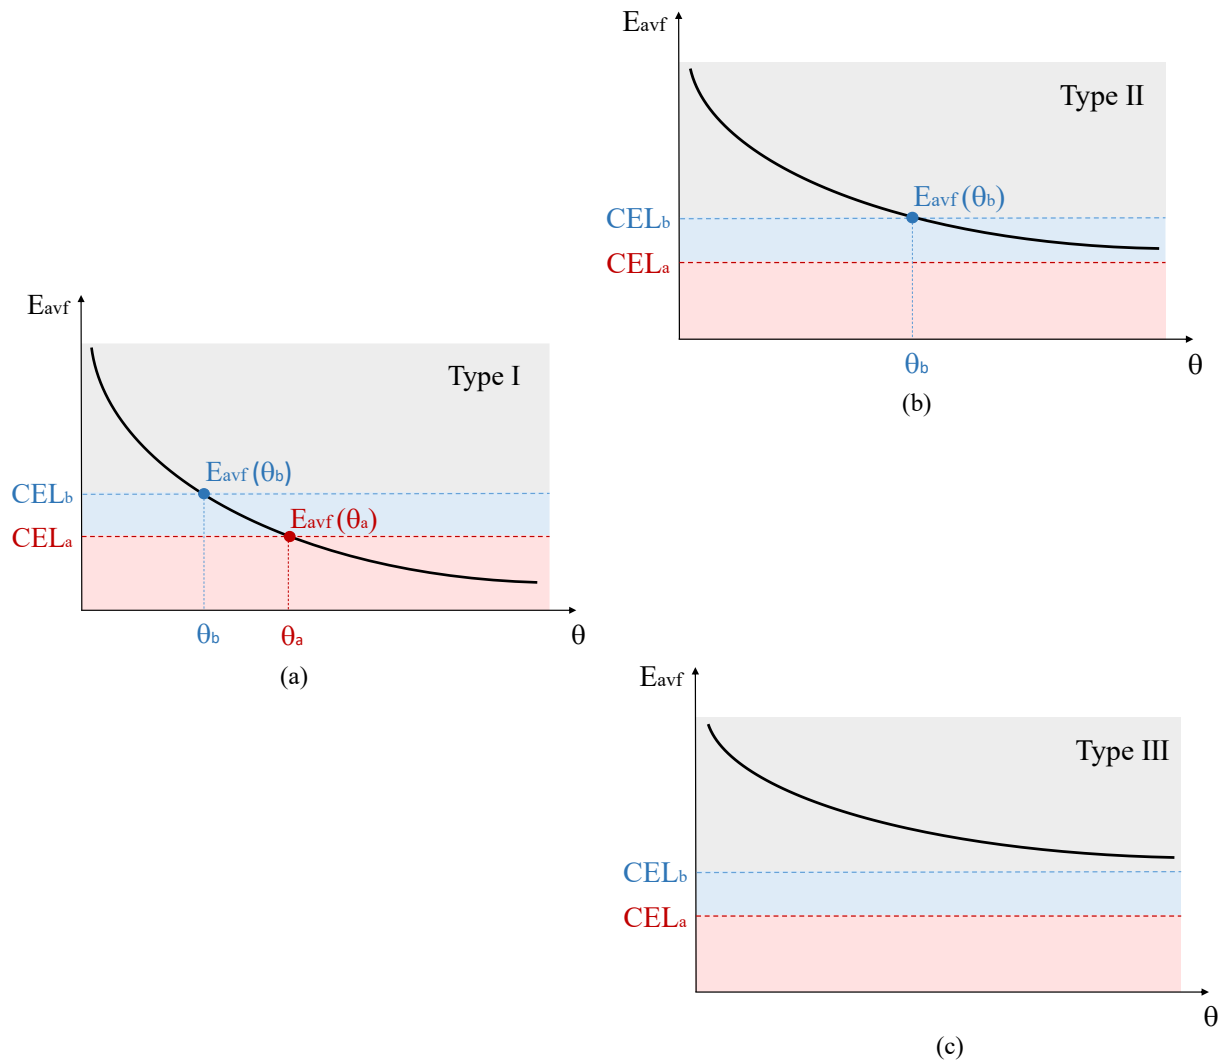 Eavf
Type I
Eavf (θb)
CELb
Eavf (θa)
CELa
θb
θa
θ
(a)
Eavf
Type II
Eavf (θb)
CELb
CELa
θb
θ
(b)
Eavf
Type III
CELb
CELa
θ
(c)